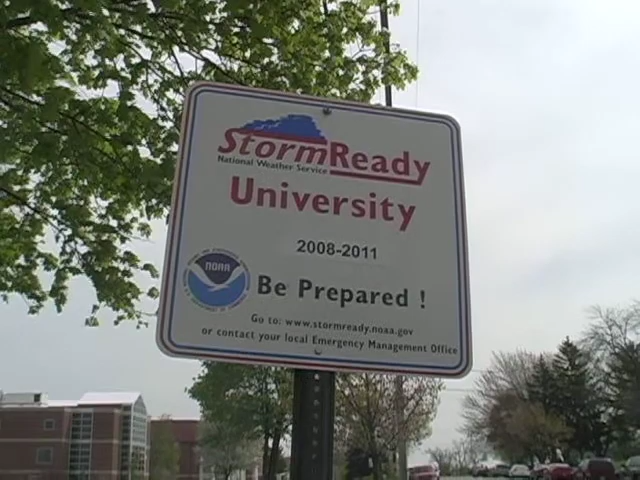 StormReady
National Weather Service
University
2008-2011
NOAA
Be Prepared !
Go to: www.stormready.noaa.gov
or contact your local Emergency Management Office